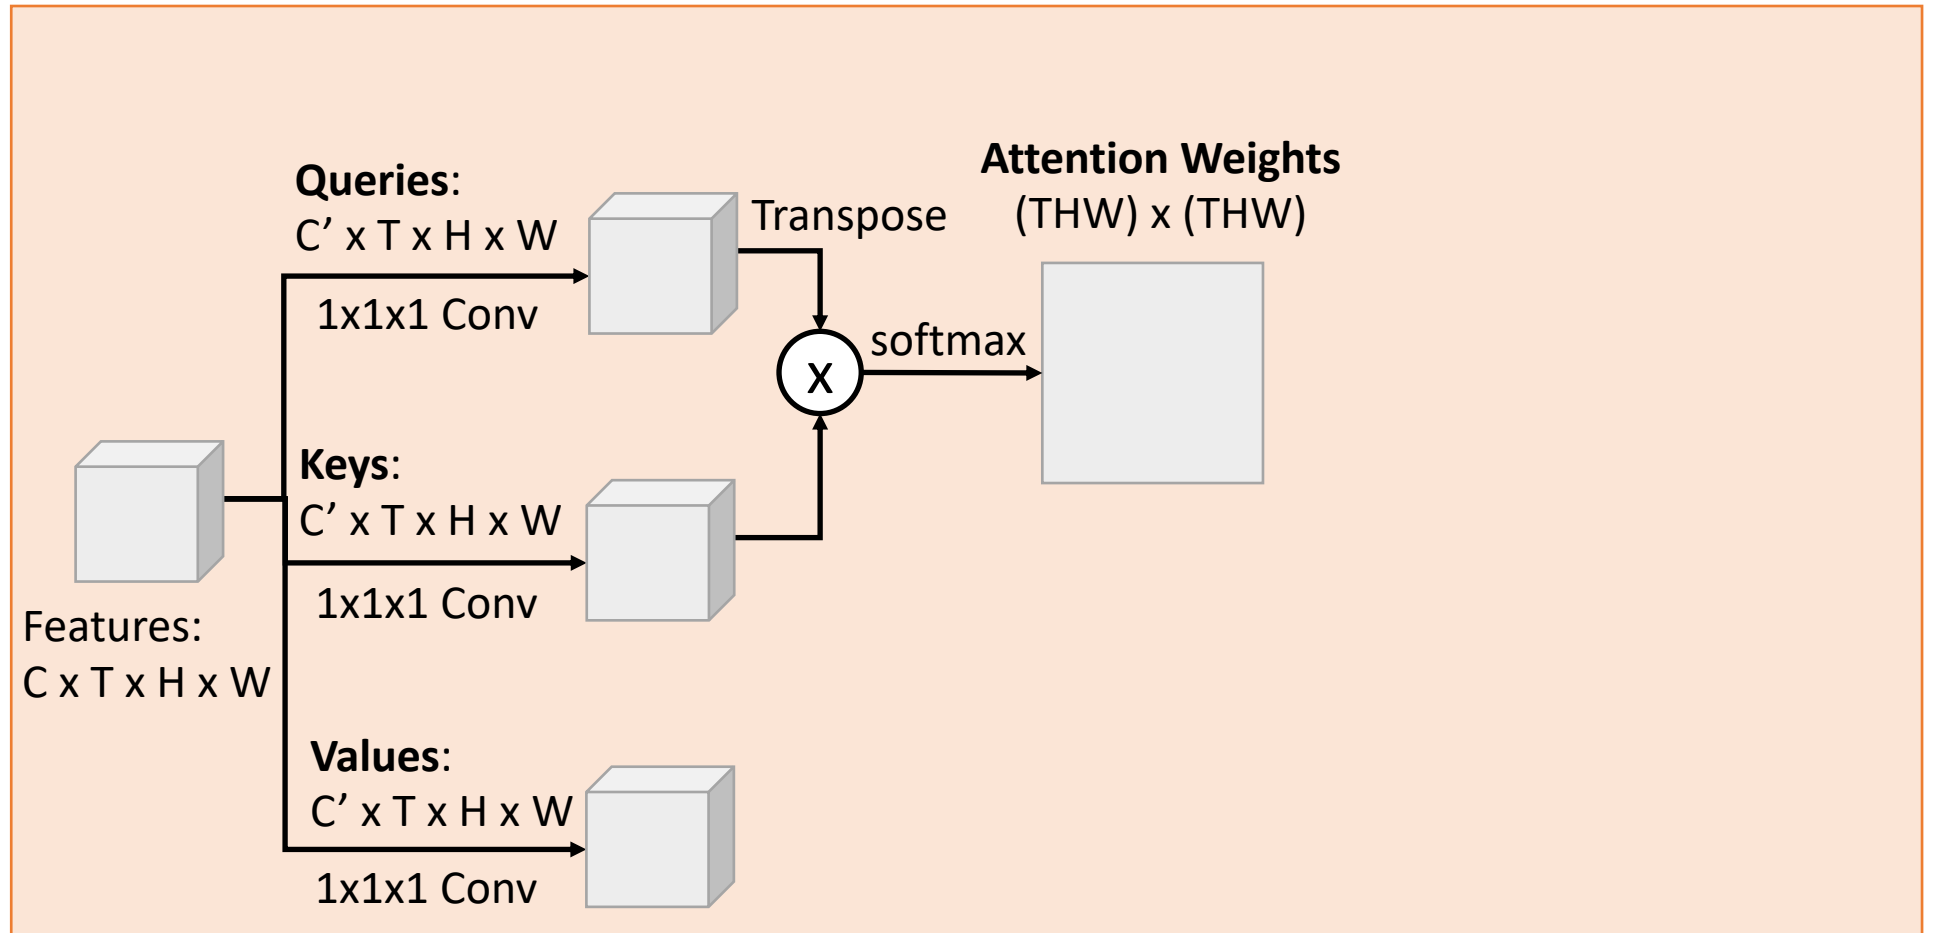 Queries:
C’ x T x H x W
1x1x1 Conv
Transpose
Attention Weights
(THW) x (THW)
x
softmax
Keys:
C’ x T x H x W
1x1x1 Conv
Features:
C x T x H x W
Values:
C’ x T x H x W
1x1x1 Conv